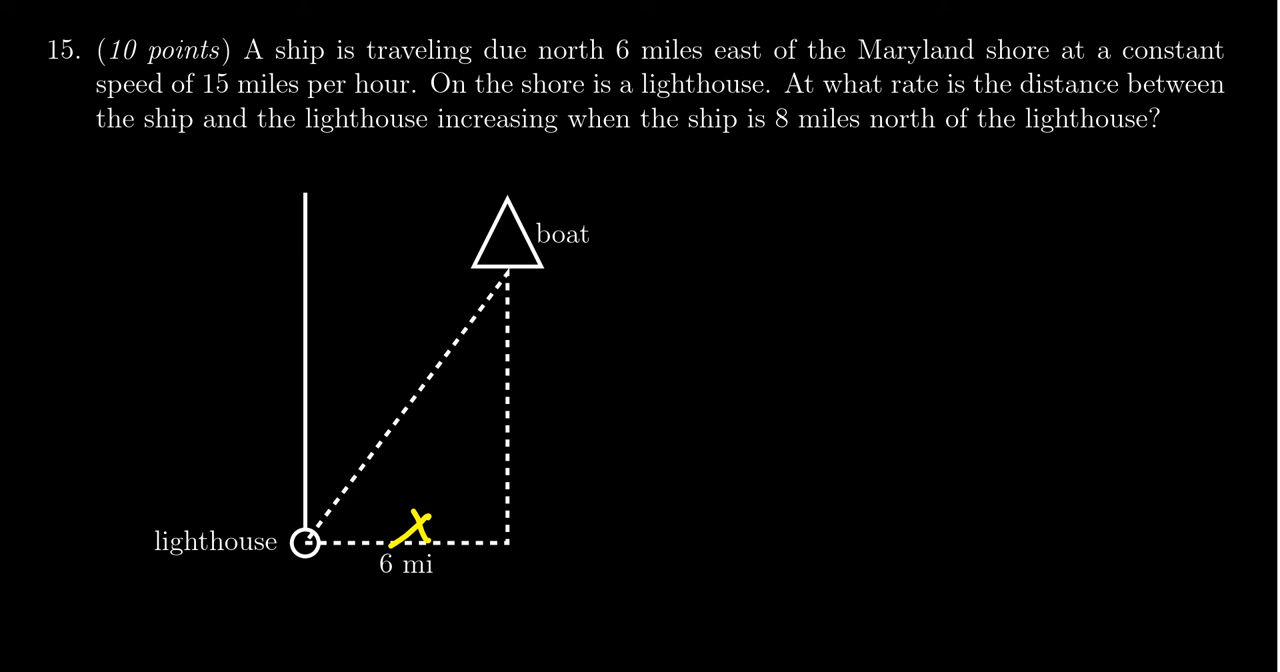 15. (10 points) A ship is traveling due north 6 miles east of the Maryland shore at a constant
speed of 15 miles per hour. On the shore is a lighthouse. At what rate is the distance between
the ship and the lighthouse increasing when the ship is 8 miles north of the lighthouse?
boat
x
lighthouse
6 mi